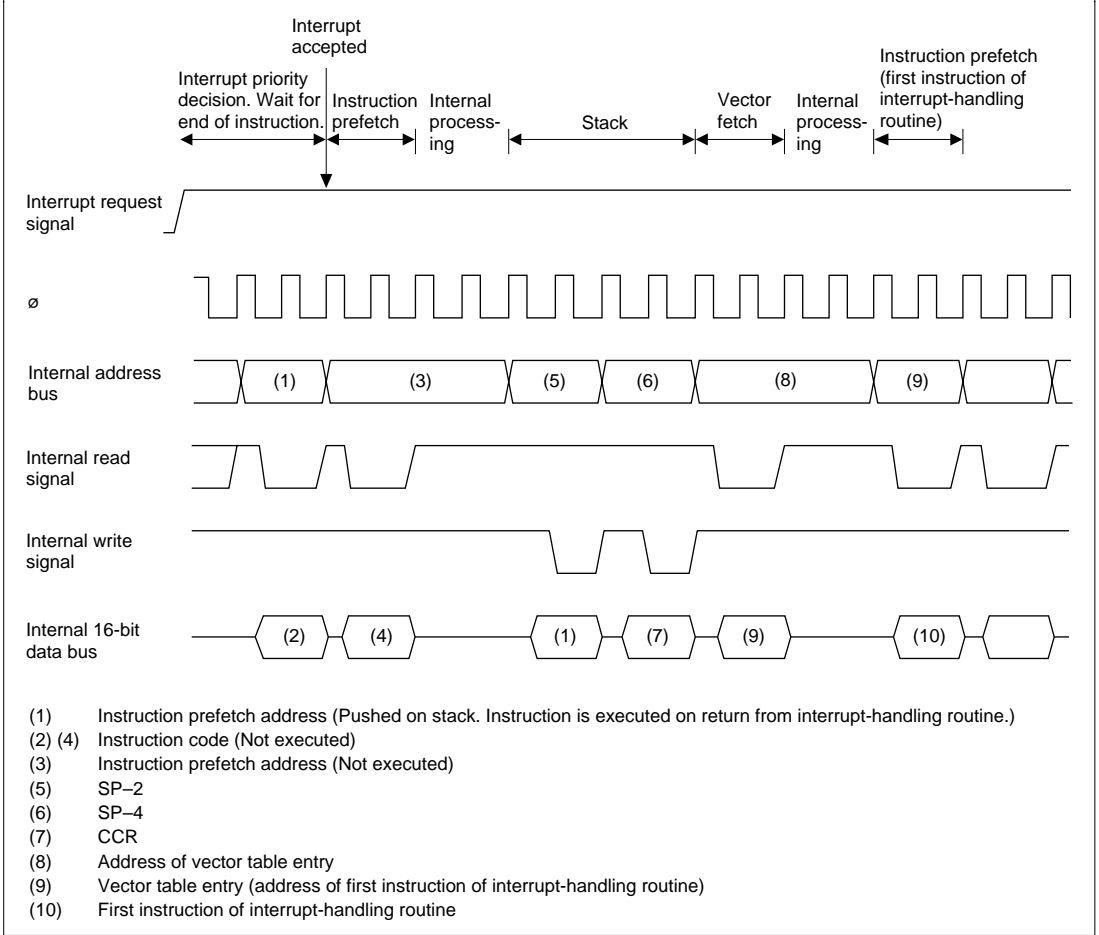 Interrupt
accepted
Interrupt priority
decision. Wait for
end of instruction.
Instruction
prefetch
Internal
process-
ing
Stack
Vector
fetch
Internal
process-
ing
Instruction prefetch
(first instruction of
interrupt-handling
routine)
Interrupt request
signal
ø
Internal address
bus
(1) (3) (5) (6) (8) (9)
Internal read
signal
Internal write
signal
Internal 16-bit
data bus
(2) (4) (1) (7) (9) (10)
(1) Instruction prefetch address (Pushed on stack. Instruction is executed on return from interrupt-handling routine.)
(2) (4) Instruction code (Not executed)
(3) Instruction prefetch address (Not executed)
(5) SP–2
(6) SP–4
(7) CCR
(8) Address of vector table entry
(9) Vector table entry (address of first instruction of interrupt-handling routine)
(10) First instruction of interrupt-handling routine